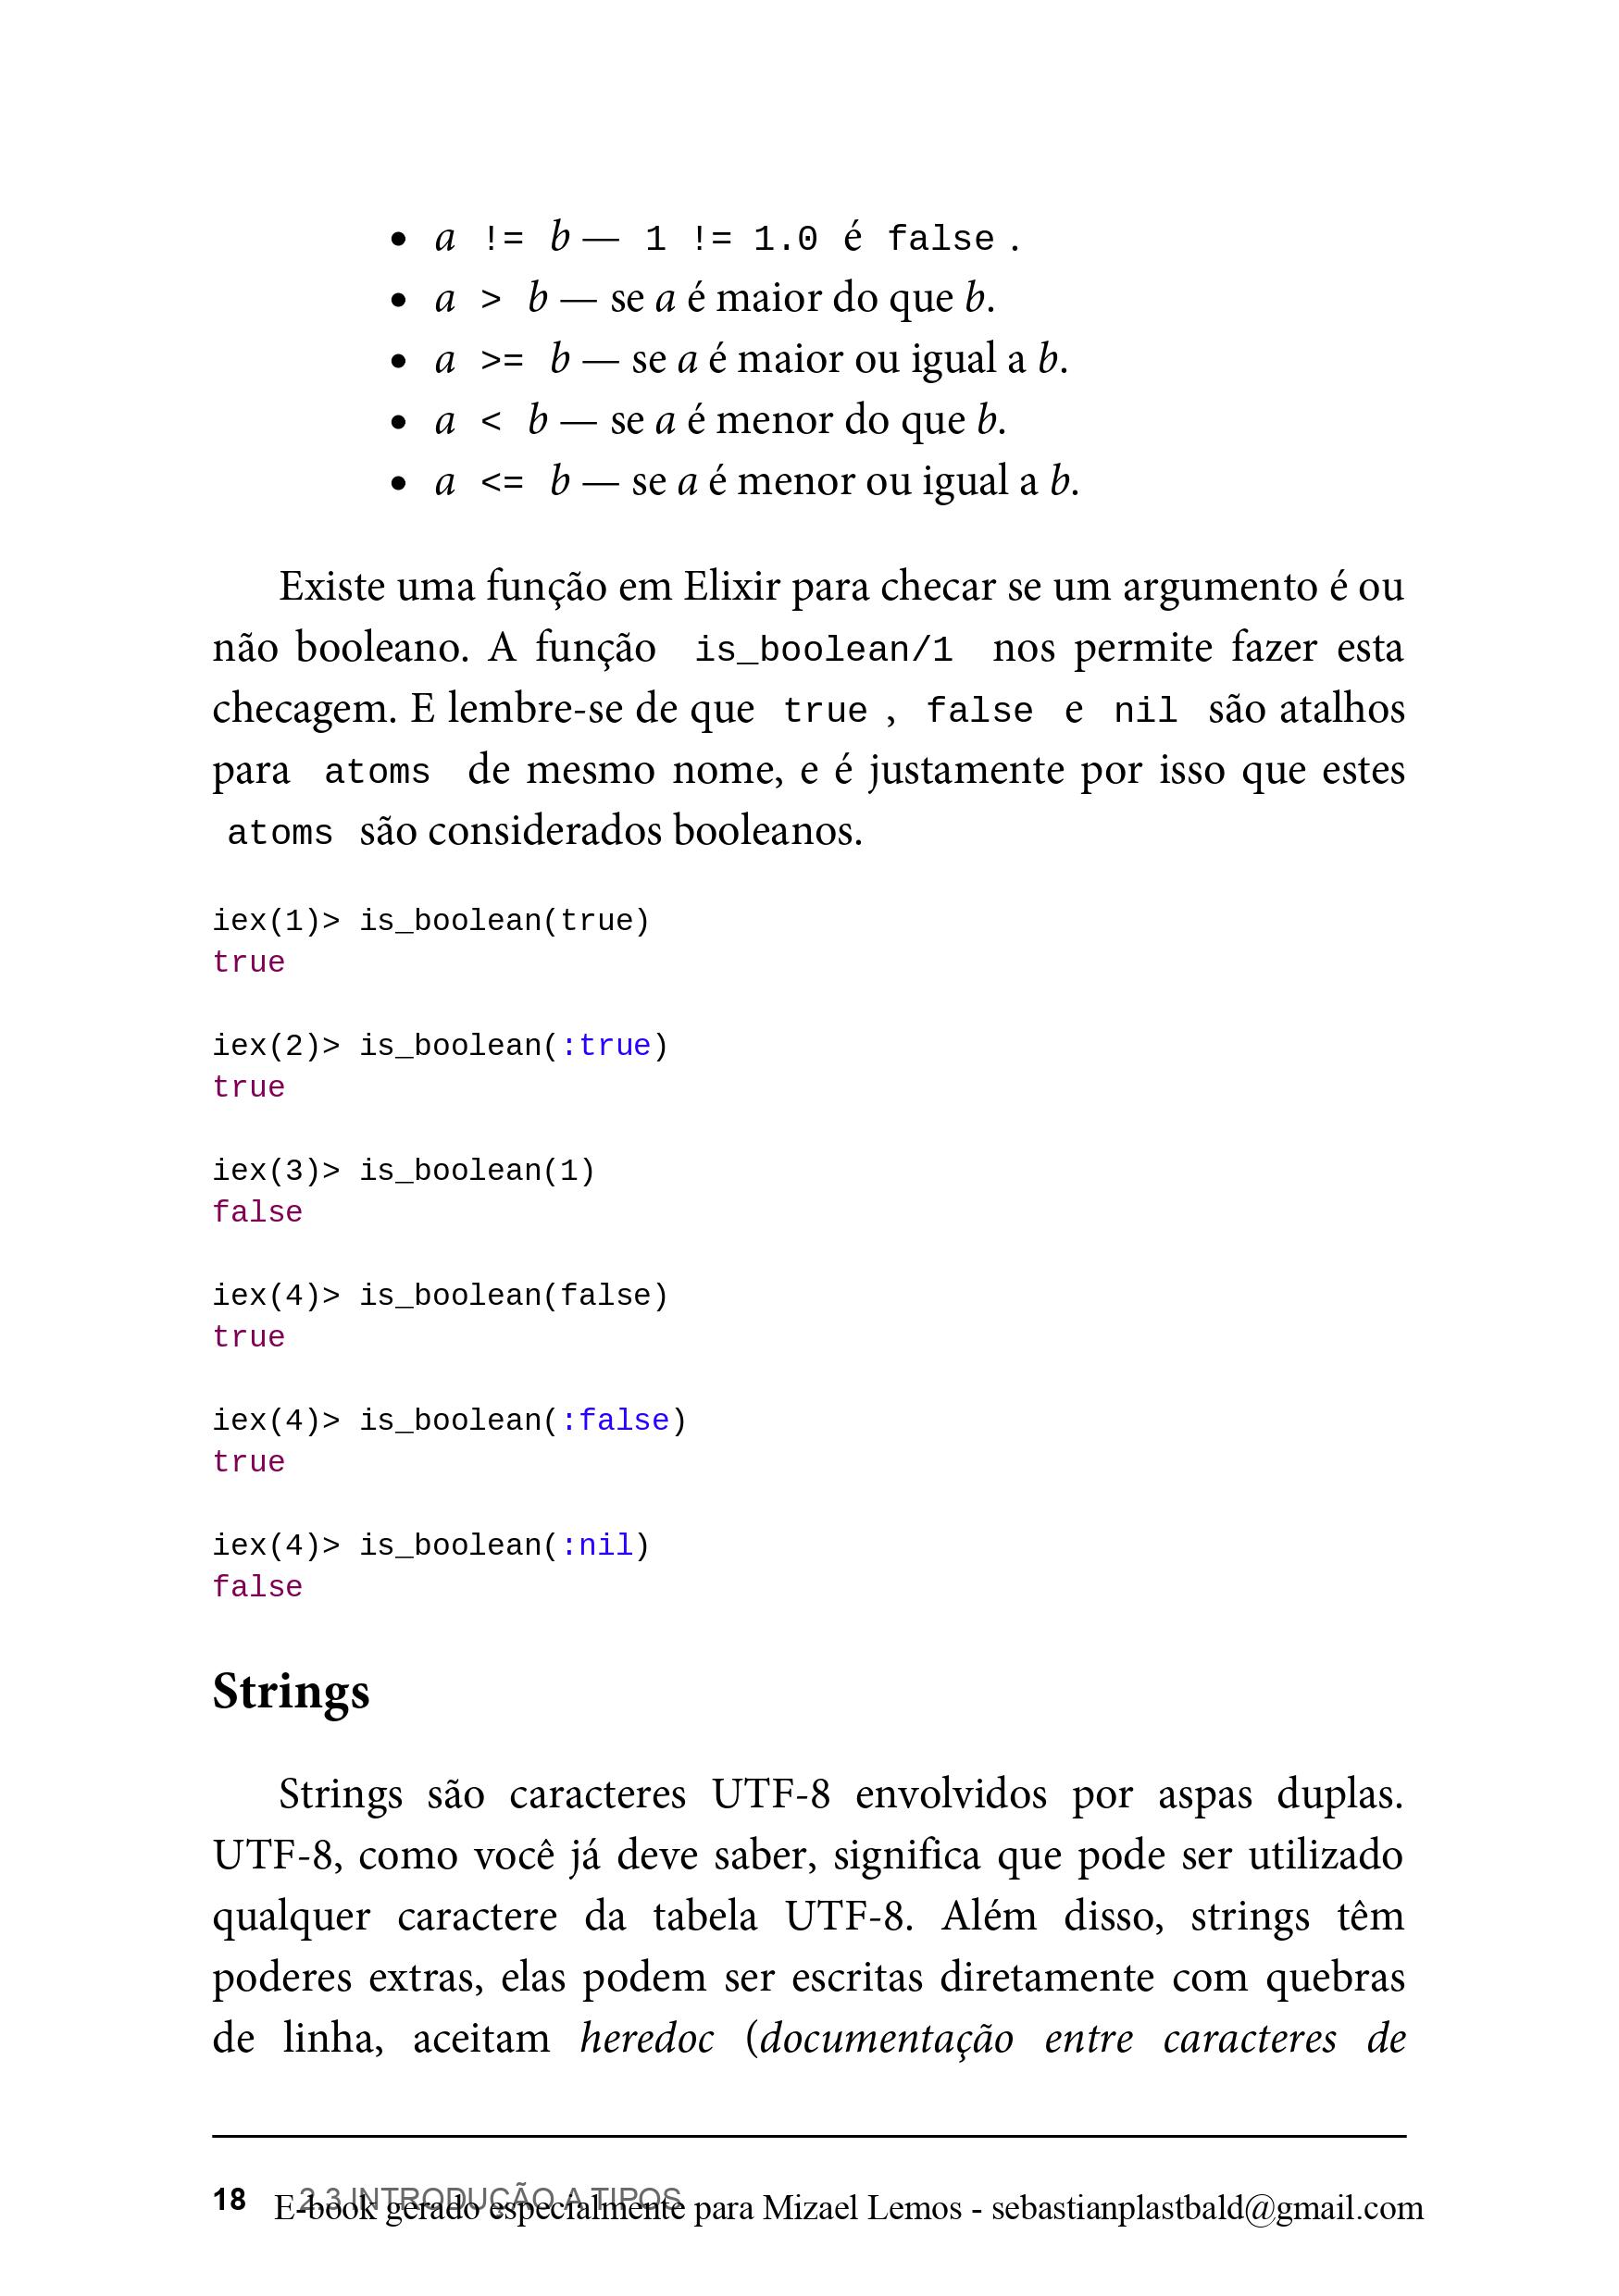 • a != b — 1 != 1.0 é false .
• a > b — se a é maior do que b.
• a >= b — se a é maior ou igual a b.
• a < b — se a é menor do que b.
• a <= b — se a é menor ou igual a b.
Existe uma função em Elixir para checar se um argumento é ou
não booleano. A função is_boolean/1 nos permite fazer esta
checagem. E lembre-se de que true , false e nil são atalhos
para atoms de mesmo nome, e é justamente por isso que estes
atoms são considerados booleanos.
iex(1)> is_boolean(true)
true
iex(2)> is_boolean(:true)
true
iex(3)> is_boolean(1)
false
iex(4)> is_boolean(false)
true
iex(4)> is_boolean(:false)
true
iex(4)> is_boolean(:nil)
false
Strings
Strings são caracteres UTF-8 envolvidos por aspas duplas.
UTF-8, como você já deve saber, significa que pode ser utilizado
qualquer caractere da tabela UTF-8. Além disso, strings têm
poderes extras, elas podem ser escritas diretamente com quebras
de linha, aceitam heredoc (documentação entre caracteres de
18 2.3 INTRODUÇÃO A TIPOS
E-book gerado especialmente para Mizael Lemos - sebastianplastbald@gmail.com